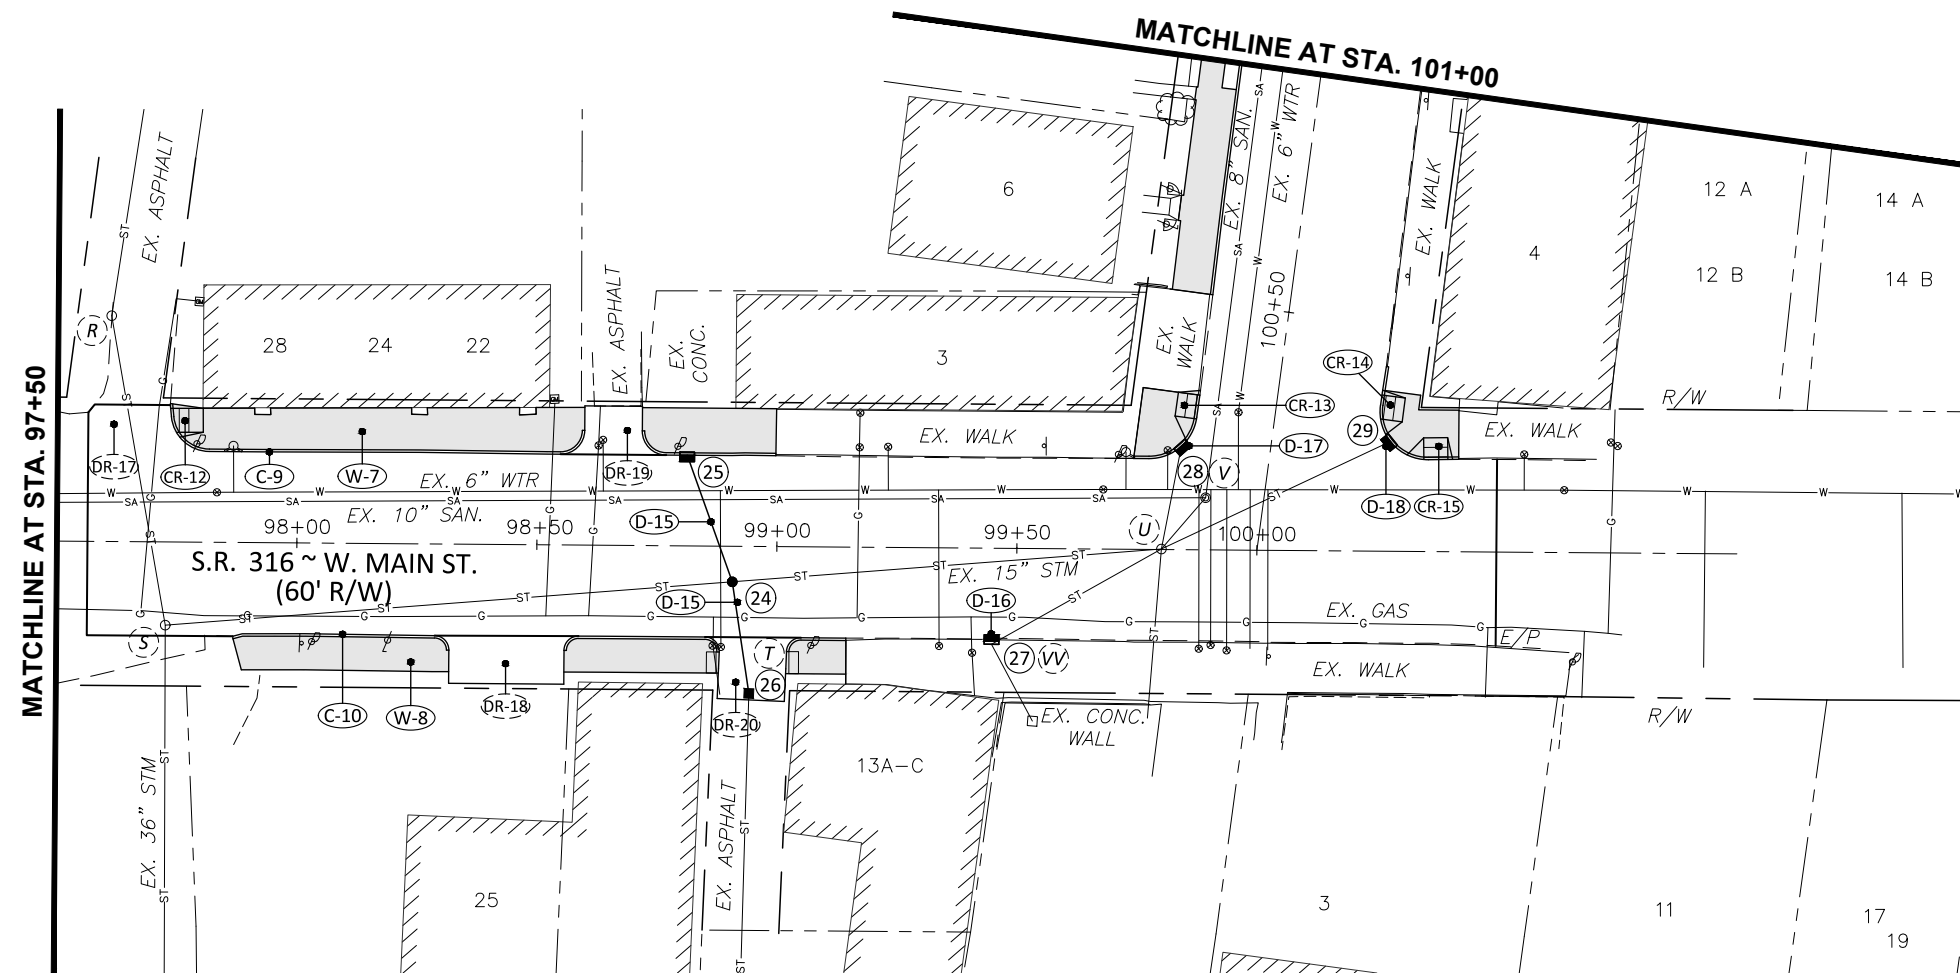 MATCHLINE AT STA. 101+00
MATCHLINE AT STA. 97+50
EX. ASPHALT
ST
R
28
24
22
EX. ASPHALT
EX.
CONC.
6
3
EX.
WALK
EX. 8" SAN.
EX. 6" WTR
100+50
EX. WALK
4
12 A
12 B
14 A
14 B
R/W
CR-14
CR-13
29
D-17
EX. WALK
EX. WALK
28
V
D-18
CR-15
DR-17
CR-12
C-9
W-7
DR-19
25
EX. 6" WTR
W
SA
EX. 10" SAN.
98+00
98+50
99+00
99+50
100+00
D-15
U
S.R. 316 ~ W. MAIN ST.
(60' R/W)
EX. 15" STM
ST
D-15
24
D-16
EX. GAS
G
E/P
S
T
26
27
VV
EX. WALK
C-10
W-8
DR-18
DR-20
EX. CONC.
WALL
R/W
EX. 36" STM
EX. ASPHALT
13A-C
25
3
11
17
19